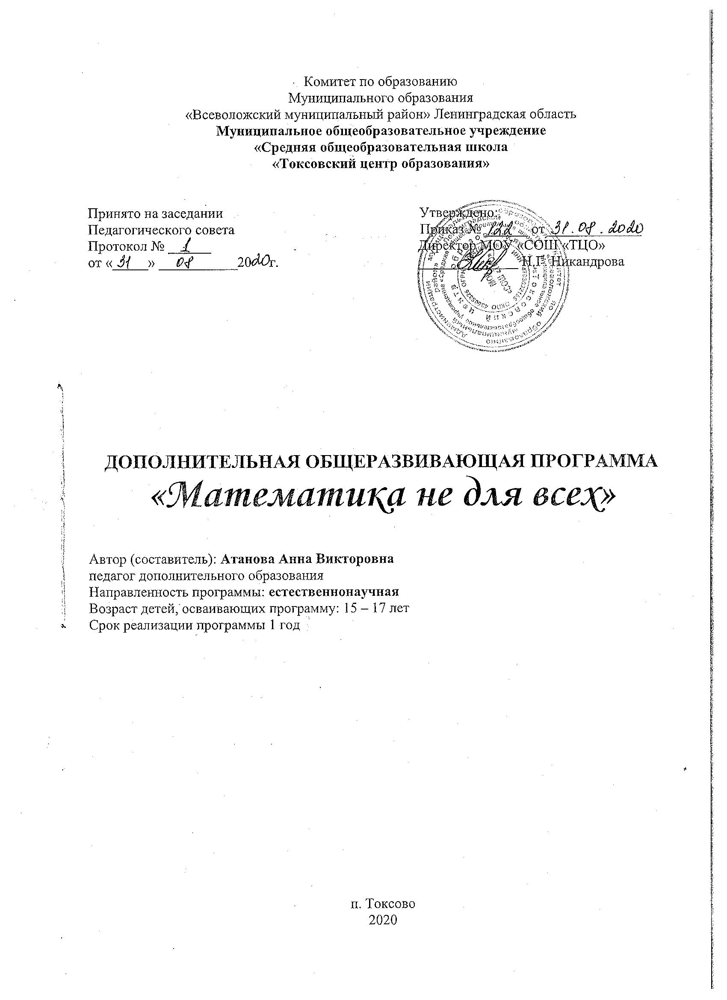 Комитет по образованию
Муниципального образования
«Всеволожский муниципальный район» Ленинградская область
Муниципальное общеобразовательное учреждение
«Средняя общеобразовательная школа
«Токсовский центр образования»
Принято на заседании
Педагогического совета
Протокол № 1
от «31» 08 2020г.
Утверждено:
Приказ № 122 от 31.08.2020
Директор МОУ «СОШ «ТЦО»
Н.Г. Никандрова
ДОПОЛНИТЕЛЬНАЯ ОБЩЕРАЗВИВАЮЩАЯ ПРОГРАММА
«Математика не для всех»
Автор (составитель): Атанова Анна Викторовна
педагог дополнительного образования
Направленность программы: естественнонаучная
Возраст детей, осваивающих программу: 15 – 17 лет
Срок реализации программы 1 год
п. Токсово
2020